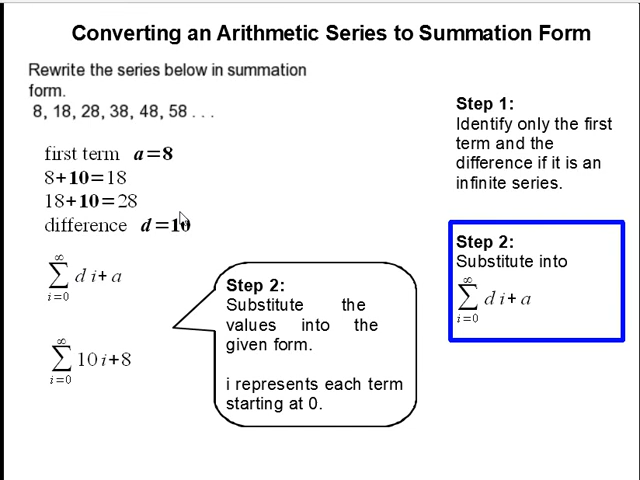 Converting an Arithmetic Series to Summation Form
Rewrite the series below in summation
form.
8, 18, 28, 38, 48, 58 . . .
first term a=8
8+10=18
18+10=28
difference d=10
∞
∑ d i+a
i=0
∞
∑ 10i+8
i=0
Step 2:
Substitute the
values into the
given form.
i represents each term
starting at 0.
Step 1:
Identify only the first
term and the
difference if it is an
infinite series.
Step 2:
Substitute into
∞
∑ d i+a
i=0